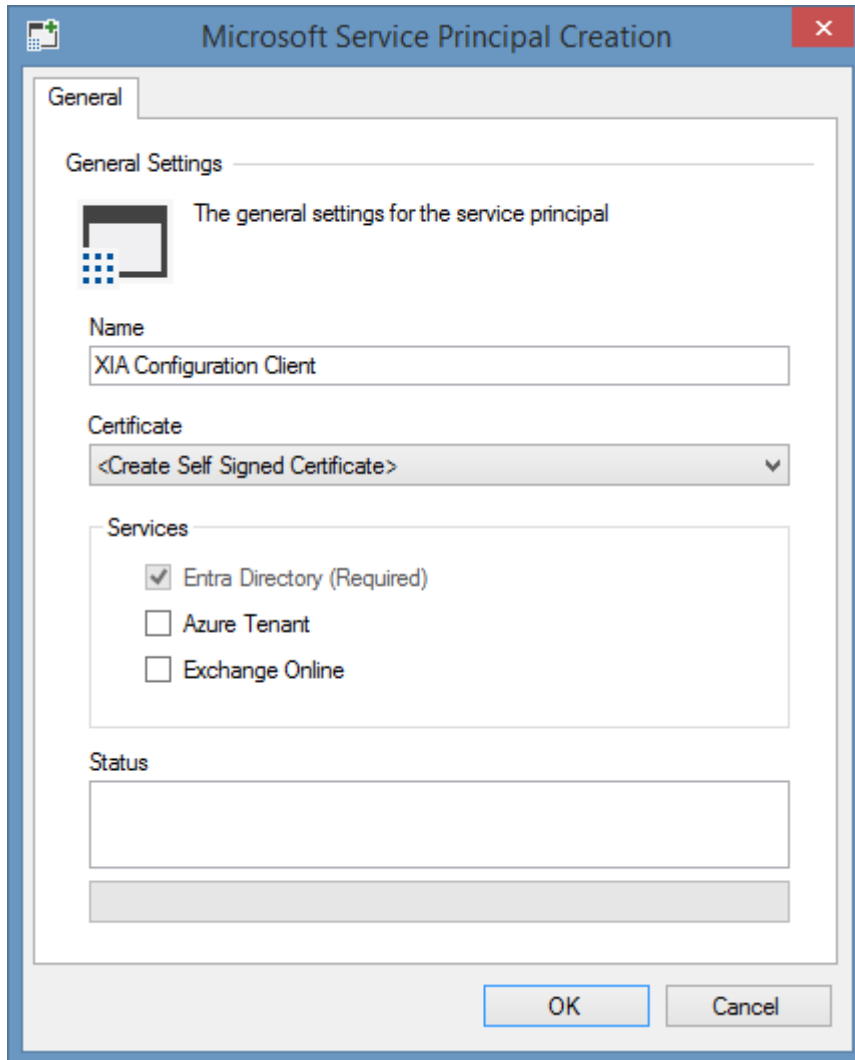 Microsoft Service Principal Creation
General
General Settings
The general settings for the service principal
Name
XIA Configuration Client
Certificate
<Create Self Signed Certificate>
Services
Entra Directory (Required)
Azure Tenant
Exchange Online
Status
OK
Cancel